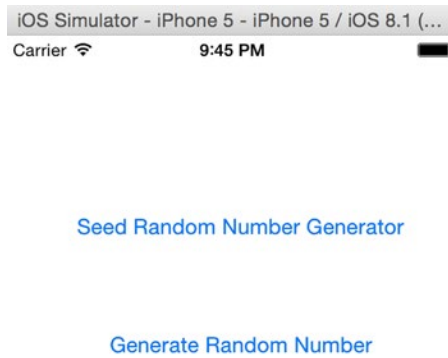 iOS Simulator - iPhone 5 - iPhone 5 / iOS 8.1 (...
Carrier 9:45 PM
Seed Random Number Generator
Generate Random Number